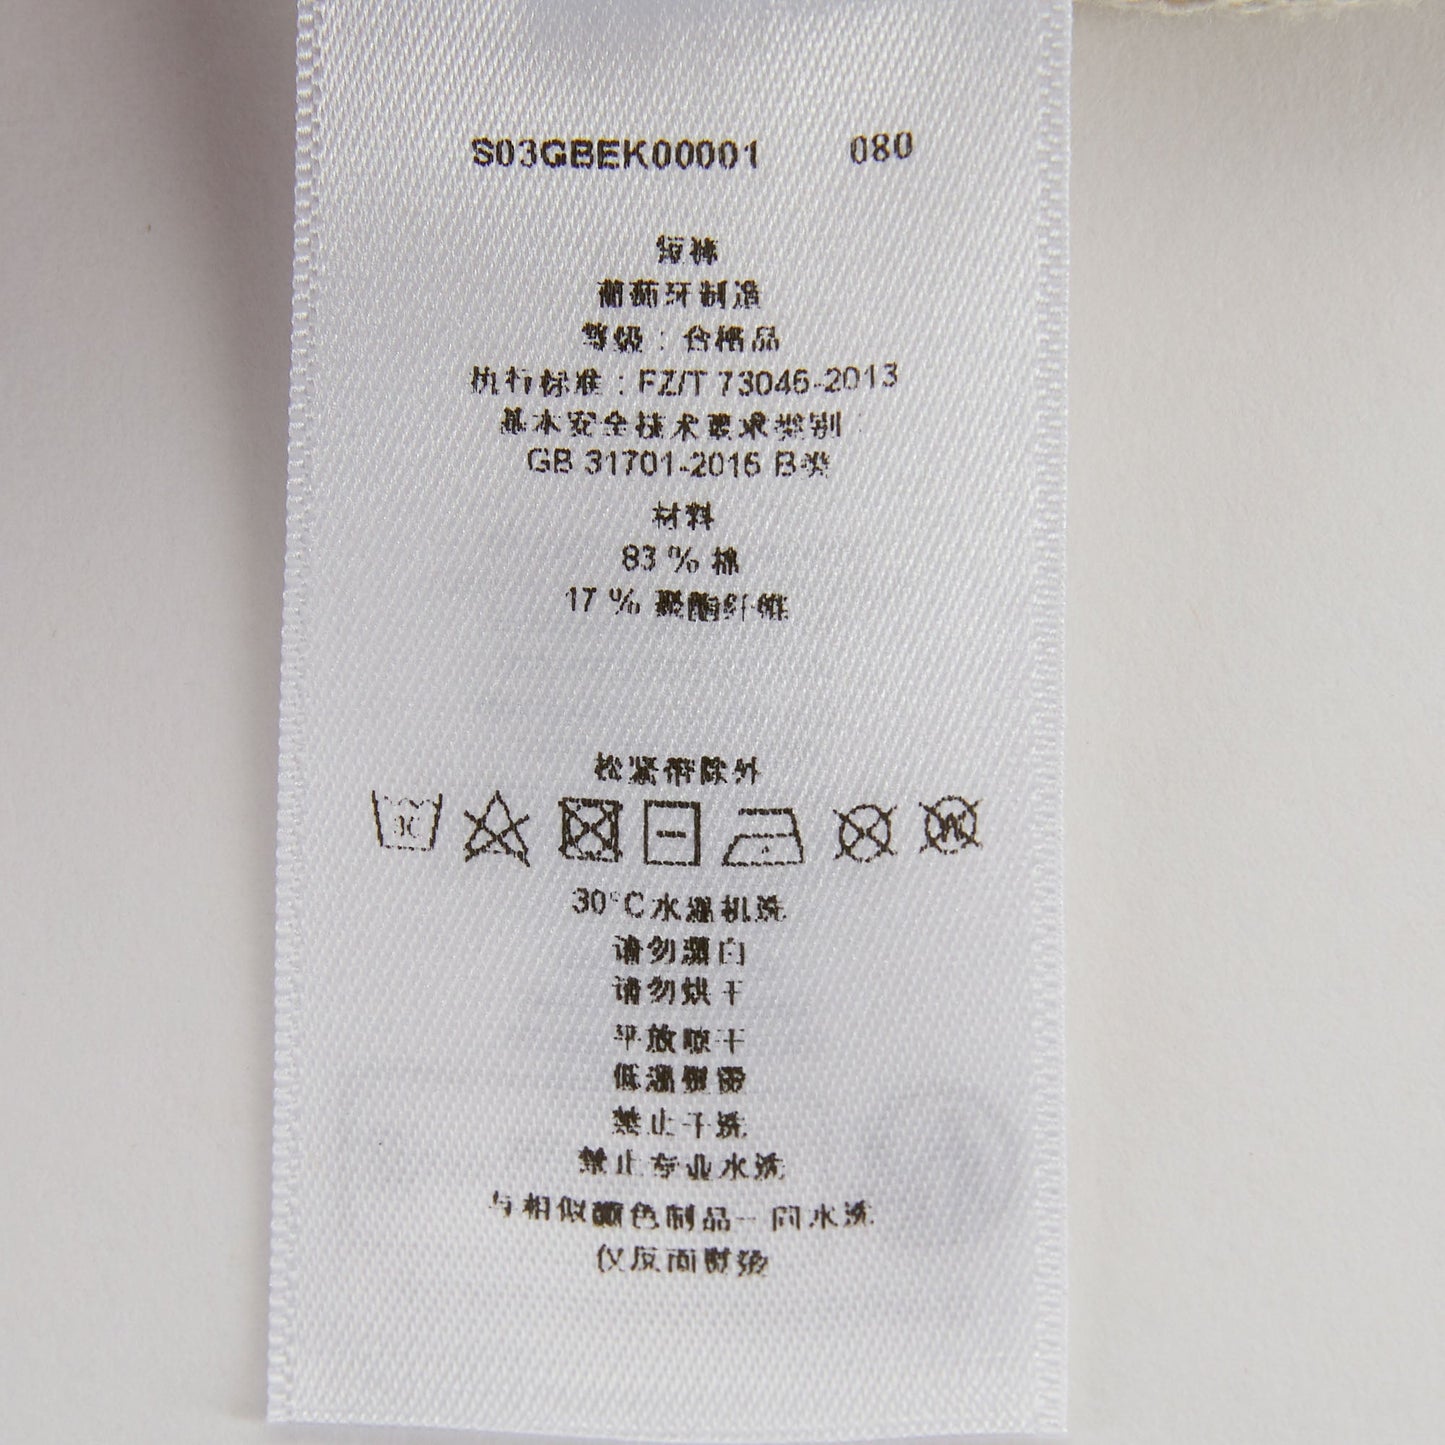 S03GBEK00001 080
短裤
葡萄牙制造
等级：合格品
执行标准：FZ/T 73045-2013
基本安全技术要求类别：
GB 31701-2015 B类
材料
83 % 棉
17 % 聚酯纤维
松紧带除外
30°C水温机洗
请勿漂白
请勿烘干
平放晾干
低温熨烫
禁止干洗
禁止专业水洗
与相似颜色制品一同水洗
仅反面熨烫